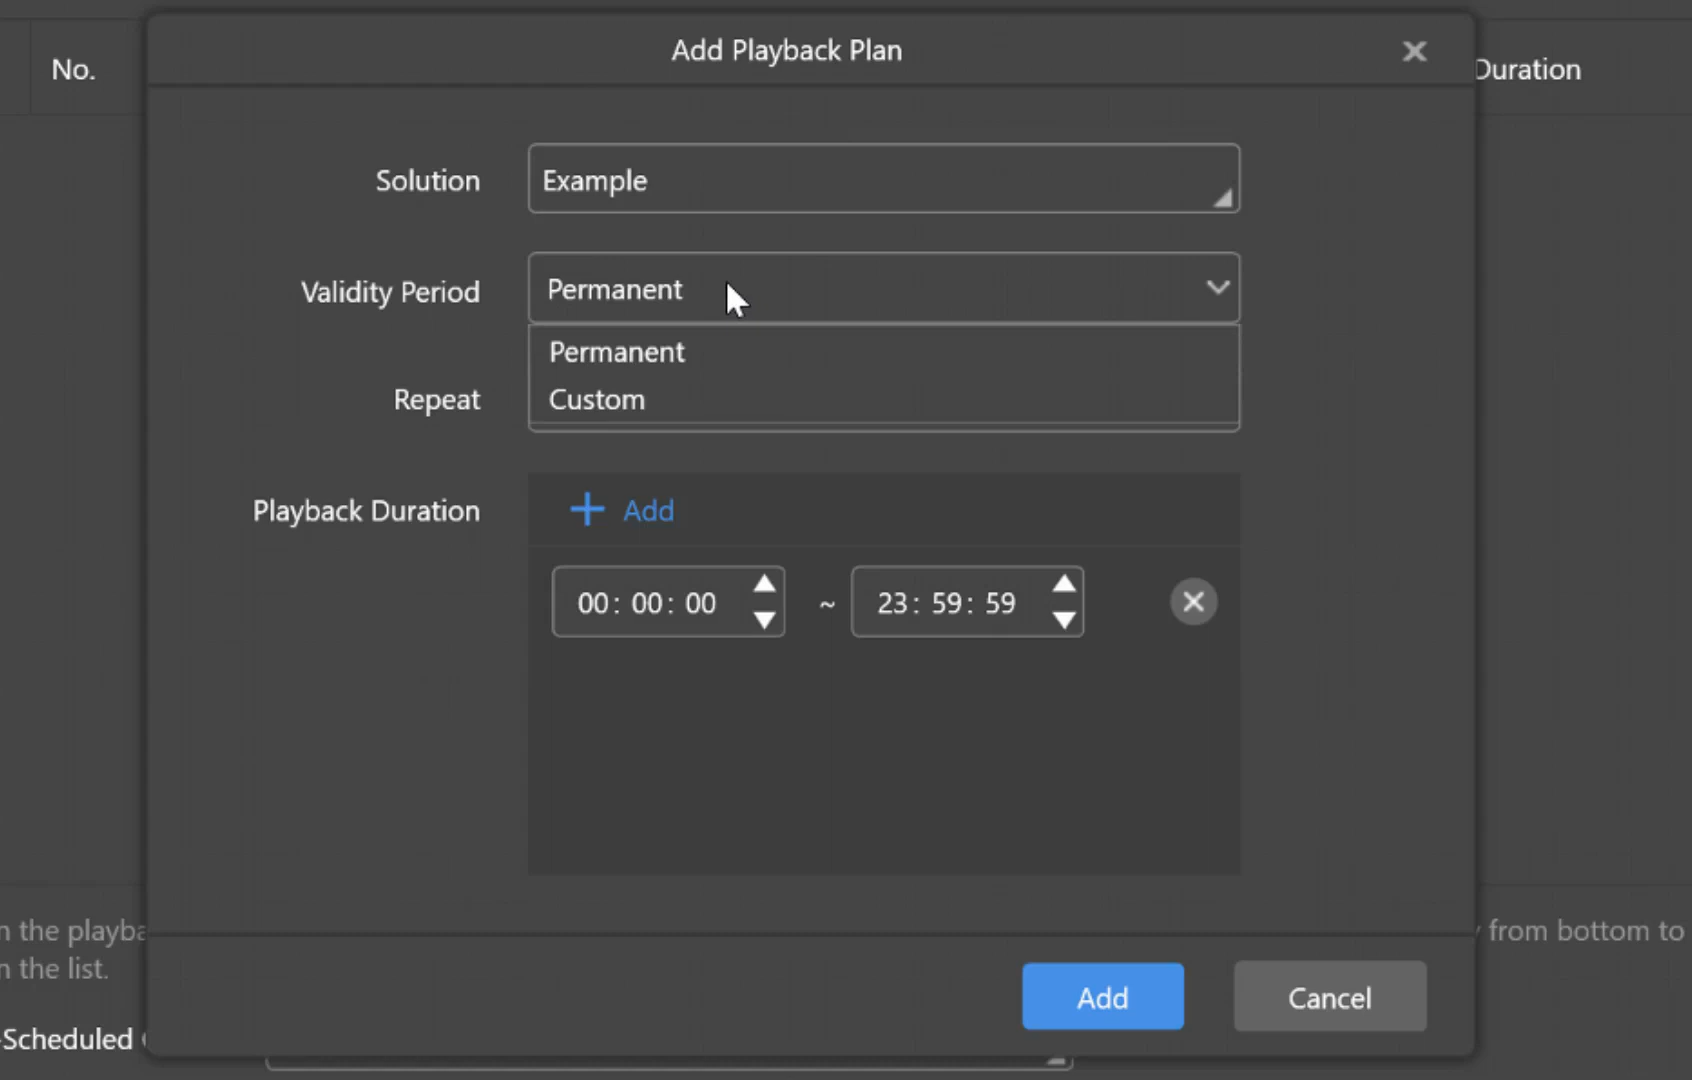 Add Playback Plan
No.
Duration
Solution
Example
Validity Period
Permanent
Permanent
Repeat
Custom
Playback Duration
Add
00: 00: 00 ~ 23: 59: 59
the playba
from bottom to
the list.
Add
Cancel
-Scheduled